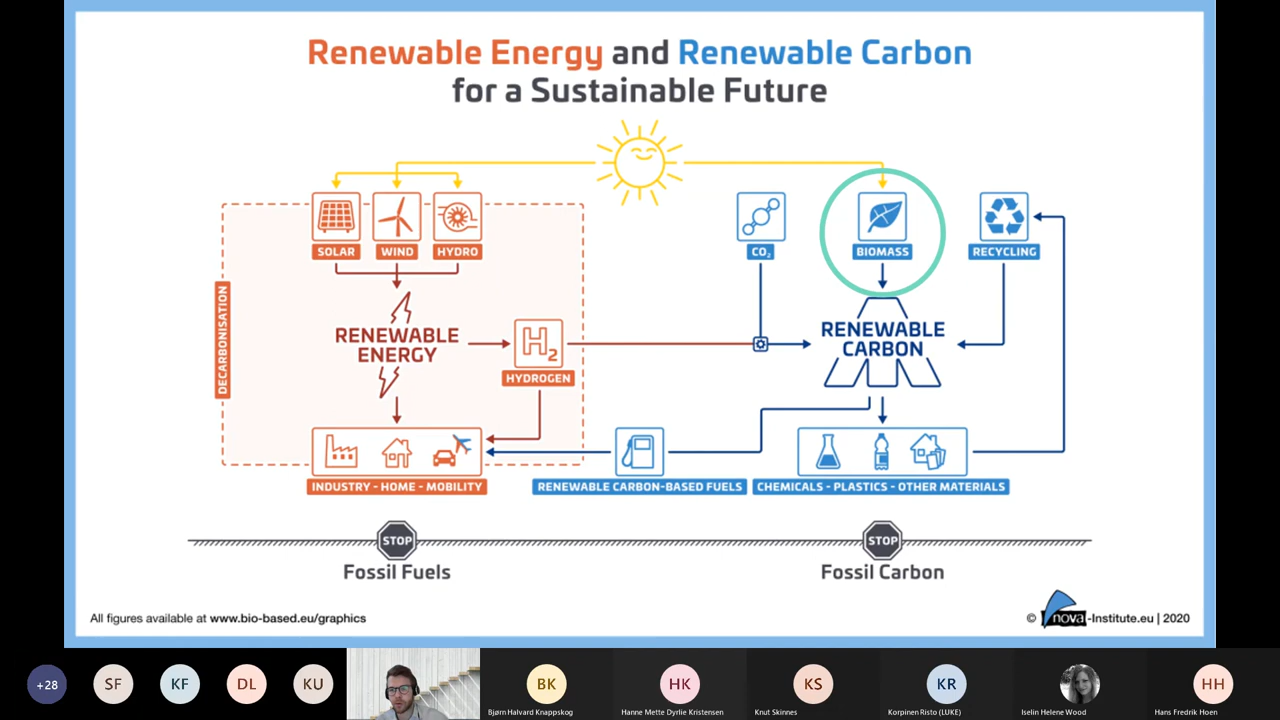 Renewable Energy and Renewable Carbon
for a Sustainable Future
SOLAR
WIND
HYDRO
CO₂
BIOMASS
RECYCLING
DECARBONISATION
RENEWABLE
ENERGY
H₂
HYDROGEN
RENEWABLE
CARBON
INDUSTRY - HOME - MOBILITY
RENEWABLE CARBON-BASED FUELS
CHEMICALS - PLASTICS - OTHER MATERIALS
STOP
STOP
Fossil Fuels
Fossil Carbon
All figures available at www.bio-based.eu/graphics
© nova-Institute.eu | 2020
+28
SF
KF
DL
KU
BK
HK
KS
KR
HH
Bjørn Halvard Knappskog
Hanne Mette Dyrlie Kristensen
Knut Skinnes
Korpinen Risto (LUKE)
Iselin Helene Wood
Hans Fredrik Hoen